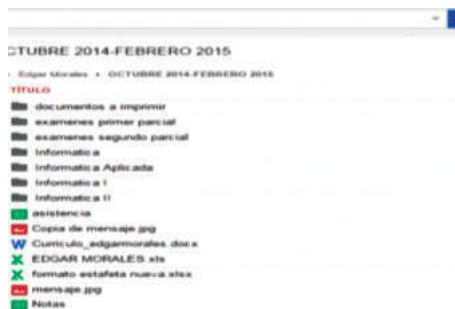 CTUBRE 2014-FEBRERO 2015
Edgar Morales • OCTUBRE 2014-FEBRERO 2015
TÍTULO
documentos a imprimir
examenes primer parcial
examenes segundo parcial
Informatica
Informatica Aplicada
Informatica I
Informatica II
asistencia
Copia de mensaje.jpg
W Curriculo_edgarmorales.docx
X EDGAR MORALES.xls
X formato estafeta nueva.xlsx
mensaje.jpg
Notas